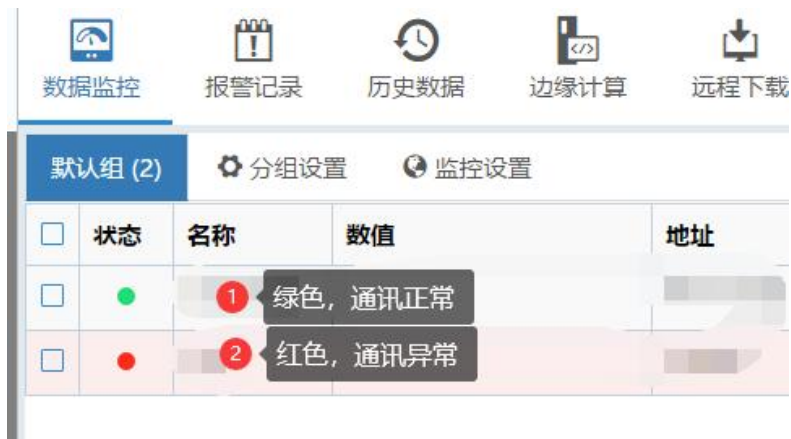 数据监控 报警记录 历史数据 边缘计算 远程下载
默认组 (2) 分组设置 监控设置
状态 名称 数值 地址
1 绿色，通讯正常
2 红色，通讯异常